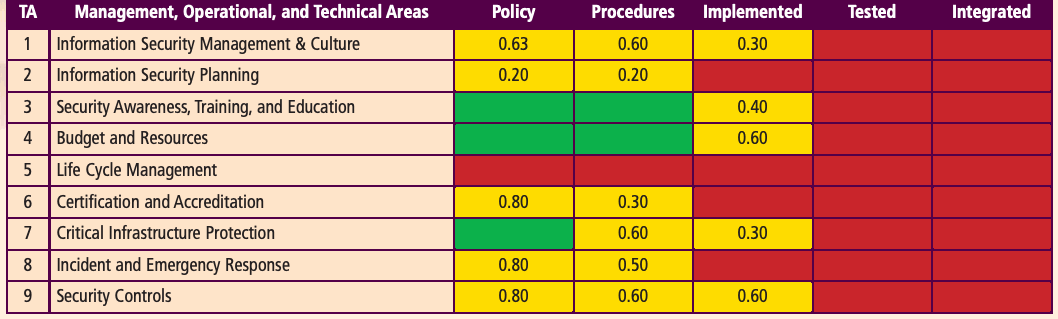 TA Management, Operational, and Technical Areas Policy Procedures Implemented Tested Integrated
1 Information Security Management & Culture 0.63 0.60 0.30
2 Information Security Planning 0.20 0.20
3 Security Awareness, Training, and Education 0.40
4 Budget and Resources 0.60
5 Life Cycle Management
6 Certification and Accreditation 0.80 0.30
7 Critical Infrastructure Protection 0.60 0.30
8 Incident and Emergency Response 0.80 0.50
9 Security Controls 0.80 0.60 0.60